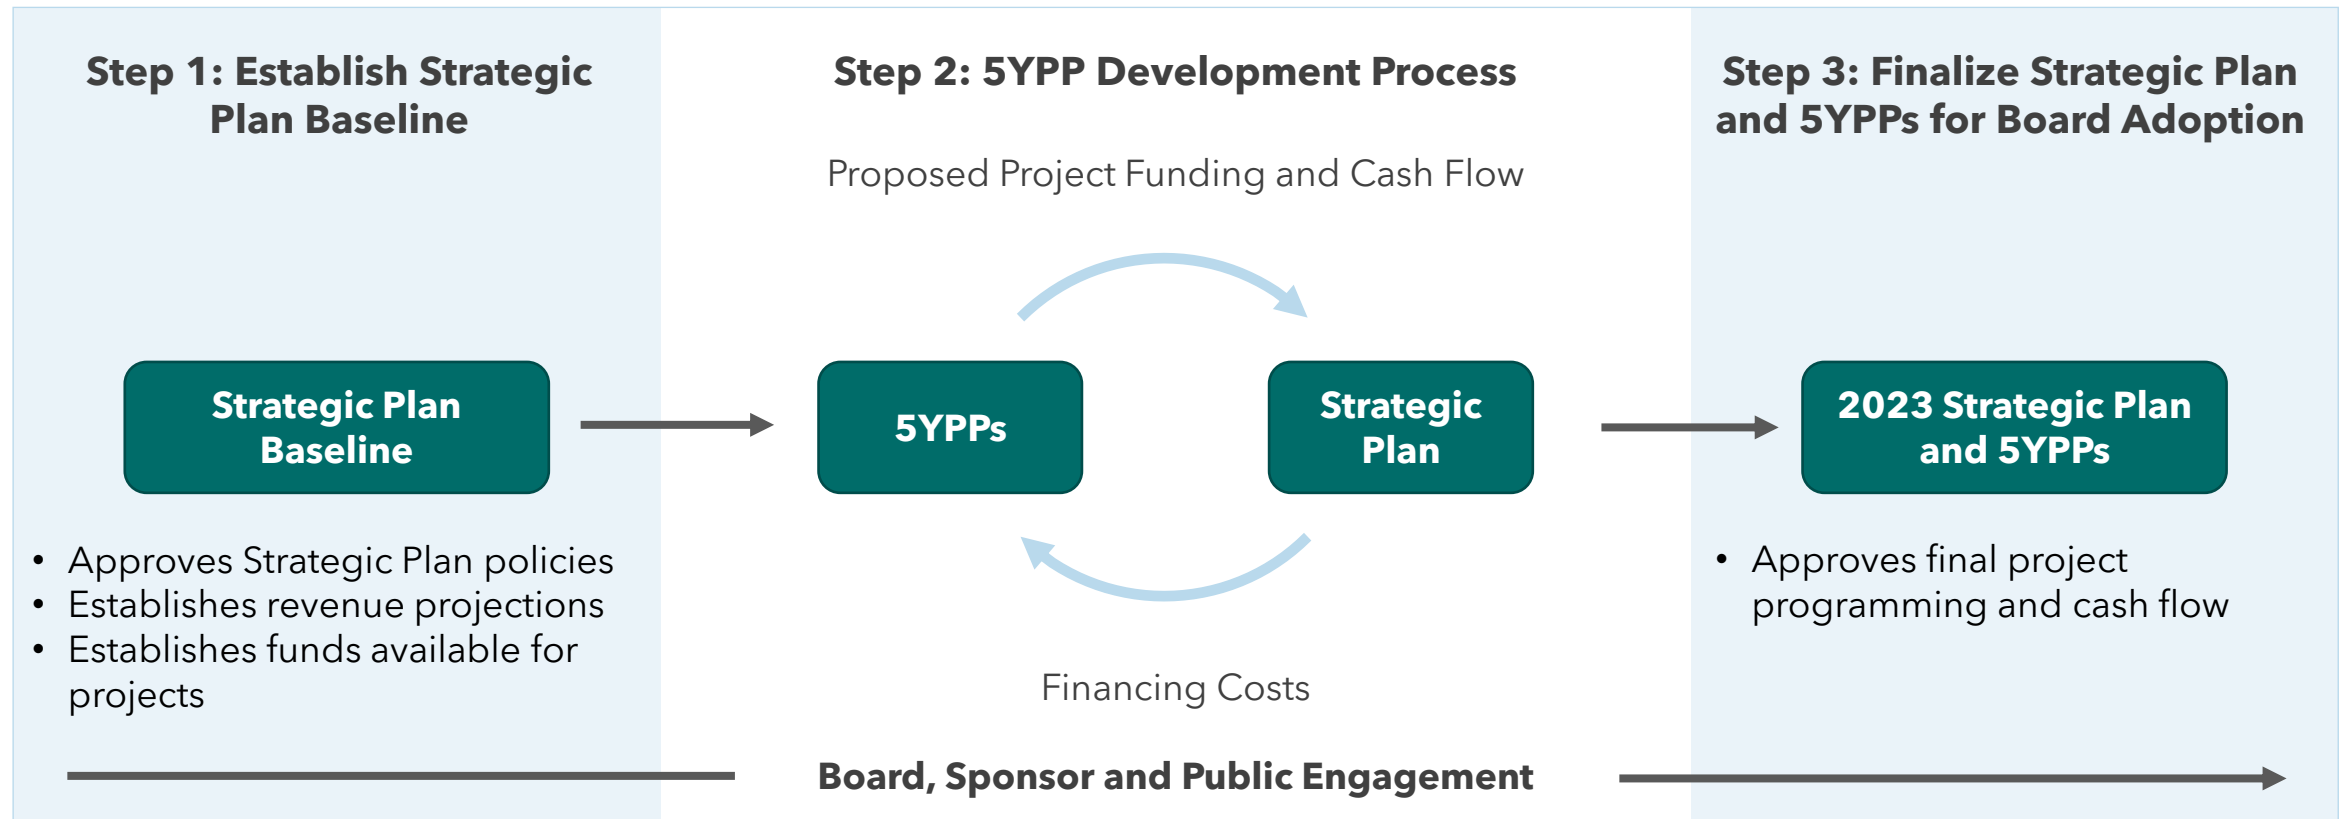 Step 1: Establish Strategic
Plan Baseline
Strategic Plan
Baseline
• Approves Strategic Plan policies
• Establishes revenue projections
• Establishes funds available for
projects
Step 2: 5YPP Development Process
Proposed Project Funding and Cash Flow
5YPPs
Strategic
Plan
Financing Costs
Step 3: Finalize Strategic Plan
and 5YPPs for Board Adoption
2023 Strategic Plan
and 5YPPs
• Approves final project
programming and cash flow
Board, Sponsor and Public Engagement